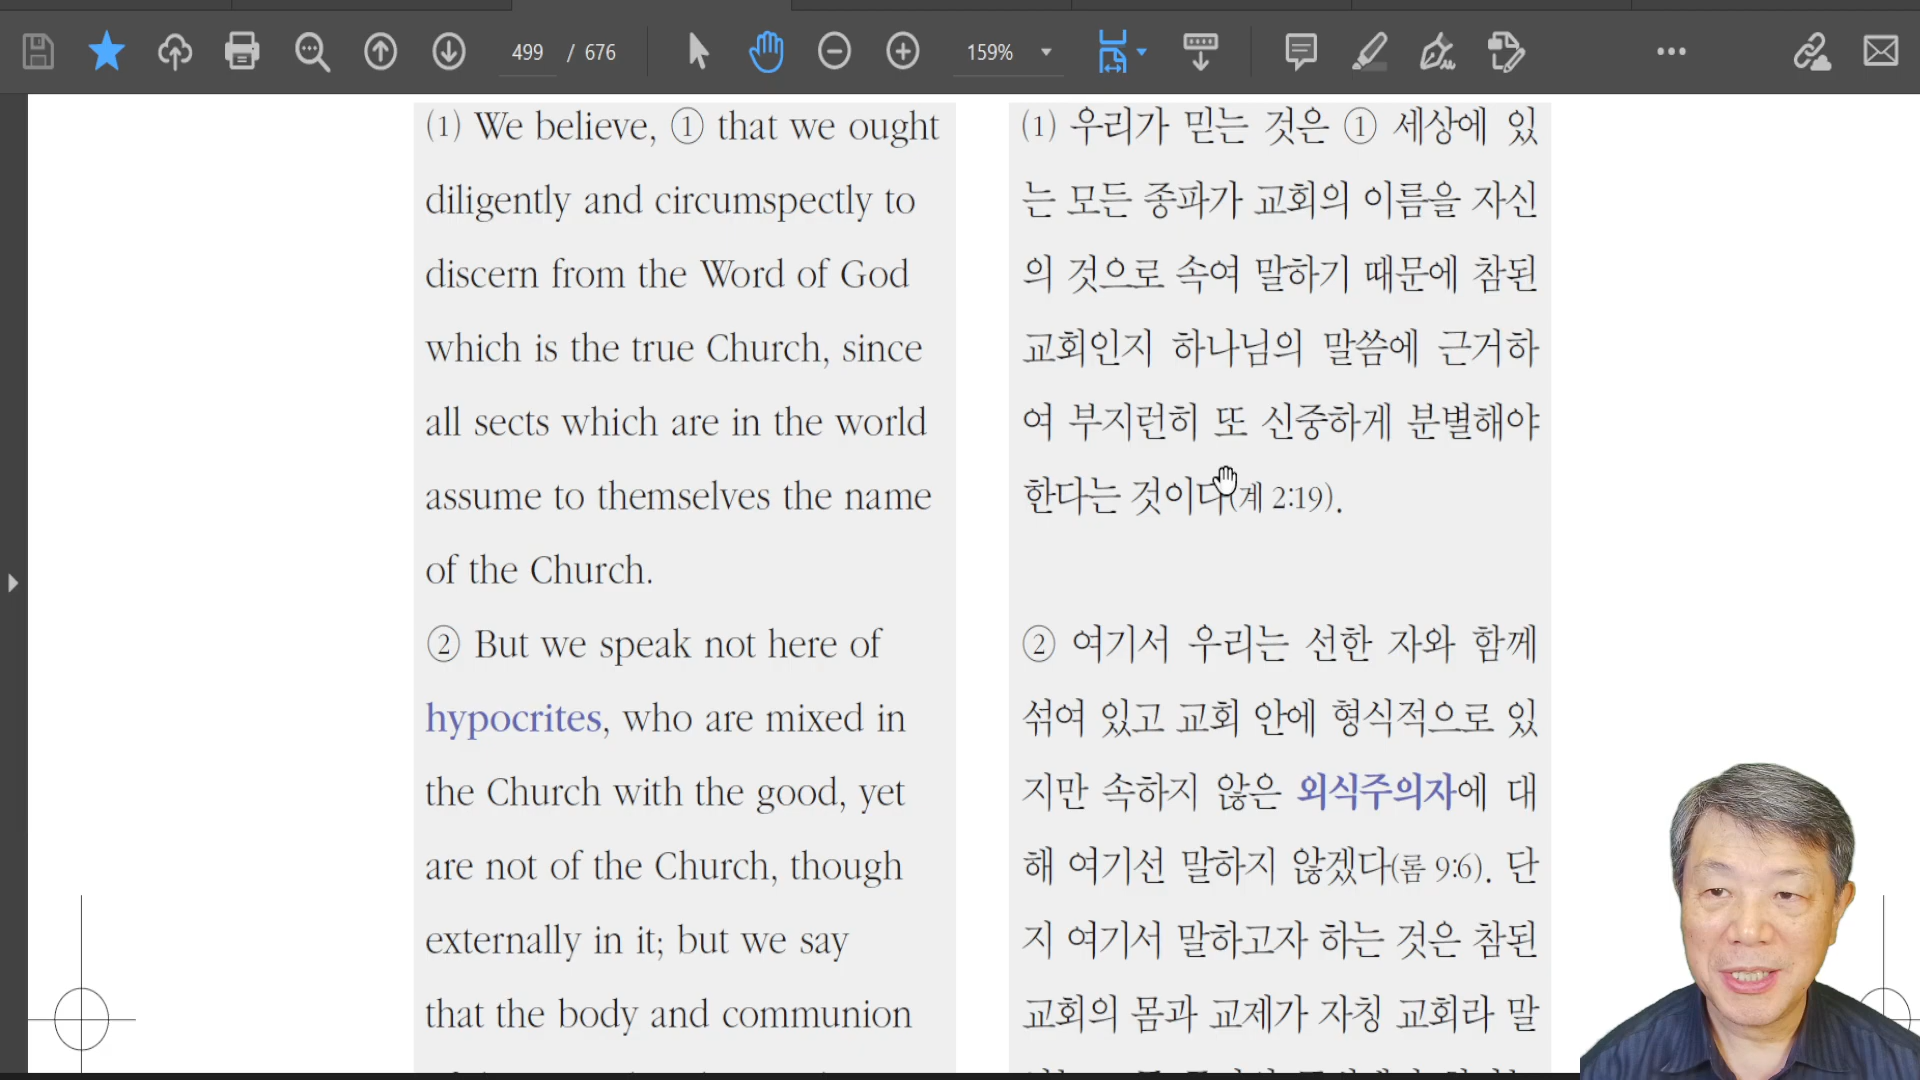 499 / 676
159%
(1) We believe, ① that we ought
diligently and circumspectly to
discern from the Word of God
which is the true Church, since
all sects which are in the world
assume to themselves the name
of the Church.
② But we speak not here of
hypocrites, who are mixed in
the Church with the good, yet
are not of the Church, though
externally in it; but we say
that the body and communion
(1) 우리가 믿는 것은 ① 세상에 있
는 모든 종파가 교회의 이름을 자신
의 것으로 속여 말하기 때문에 참된
교회인지 하나님의 말씀에 근거하
여 부지런히 또 신중하게 분별해야
한다는 것이다(계 2:19).
② 여기서 우리는 선한 자와 함께
섞여 있고 교회 안에 형식적으로 있
지만 속하지 않은 외식주의자에 대
해 여기선 말하지 않겠다(롬 9:6). 단
지 여기서 말하고자 하는 것은 참된
교회의 몸과 교제가 자칭 교회라 말